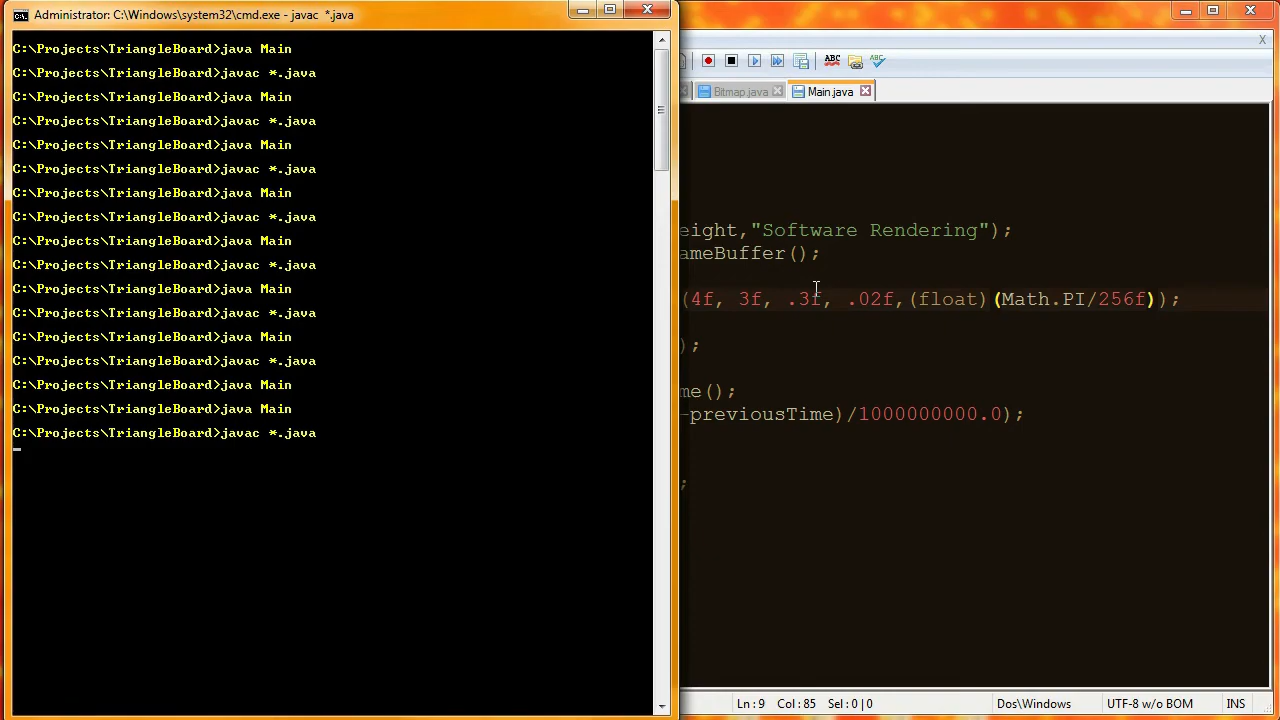 Administrator: C:\Windows\system32\cmd.exe - javac *.java
C:\Projects\TriangleBoard>java Main
C:\Projects\TriangleBoard>javac *.java
C:\Projects\TriangleBoard>java Main
C:\Projects\TriangleBoard>javac *.java
C:\Projects\TriangleBoard>java Main
C:\Projects\TriangleBoard>javac *.java
C:\Projects\TriangleBoard>java Main
C:\Projects\TriangleBoard>javac *.java
C:\Projects\TriangleBoard>java Main
C:\Projects\TriangleBoard>javac *.java
C:\Projects\TriangleBoard>java Main
C:\Projects\TriangleBoard>javac *.java
C:\Projects\TriangleBoard>java Main
C:\Projects\TriangleBoard>javac *.java
C:\Projects\TriangleBoard>java Main
C:\Projects\TriangleBoard>java Main
C:\Projects\TriangleBoard>javac *.java
ABC ABC
Bitmap.java Main.java
eight,"Software Rendering");
ameBuffer();
(4f, 3f, .3f, .02f,(float)(Math.PI/256f));
);
me();
-previousTime)/1000000000.0);
;
Ln:9 Col:85 Sel:0|0 Dos\Windows UTF-8 w/o BOM INS